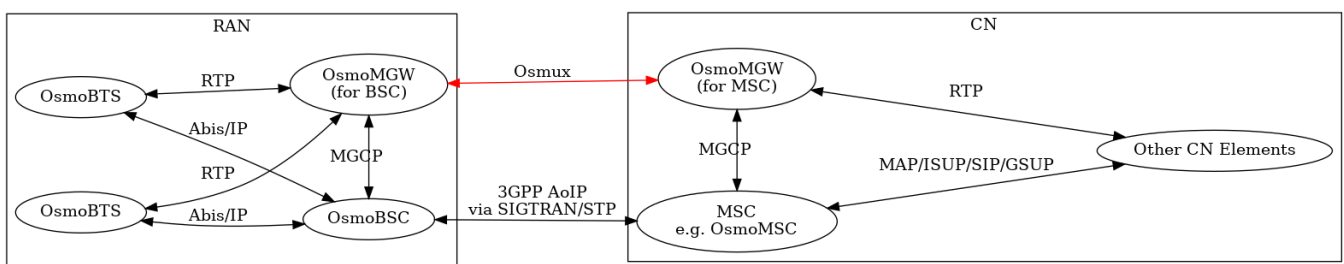 RAN
CN
OsmoBTS
RTP
OsmoMGW
(for BSC)
Osmux
OsmoMGW
(for MSC)
RTP
Abis/IP
MGCP
MGCP
Other CN Elements
RTP
MAP/ISUP/SIP/GSUP
OsmoBTS
Abis/IP
OsmoBSC
3GPP AoIP
via SIGTRAN/STP
MSC
e.g. OsmoMSC